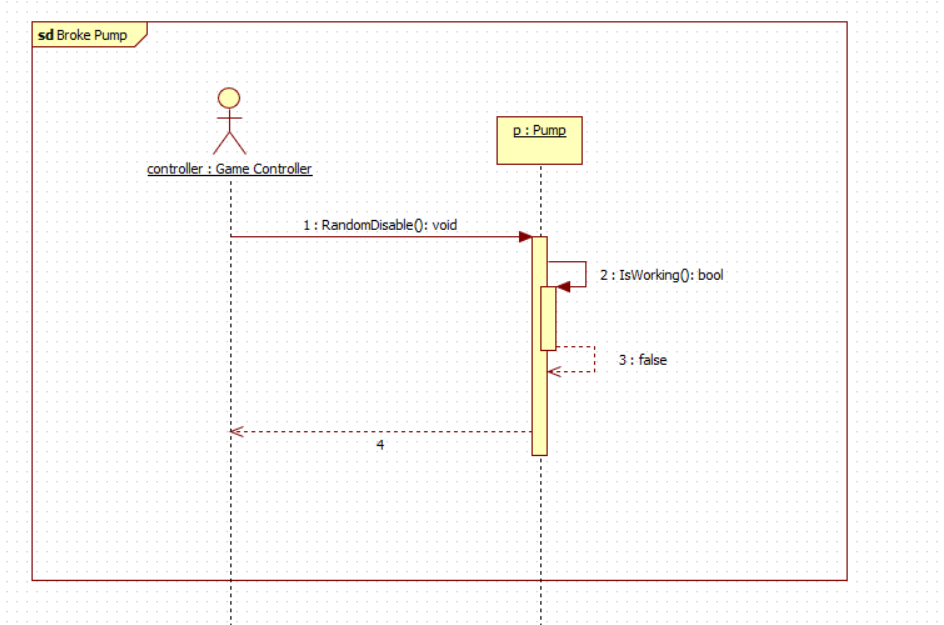 sd Broke Pump
p : Pump
controller : Game Controller
1 : RandomDisable(): void
2 : IsWorking(): bool
3 : false
4